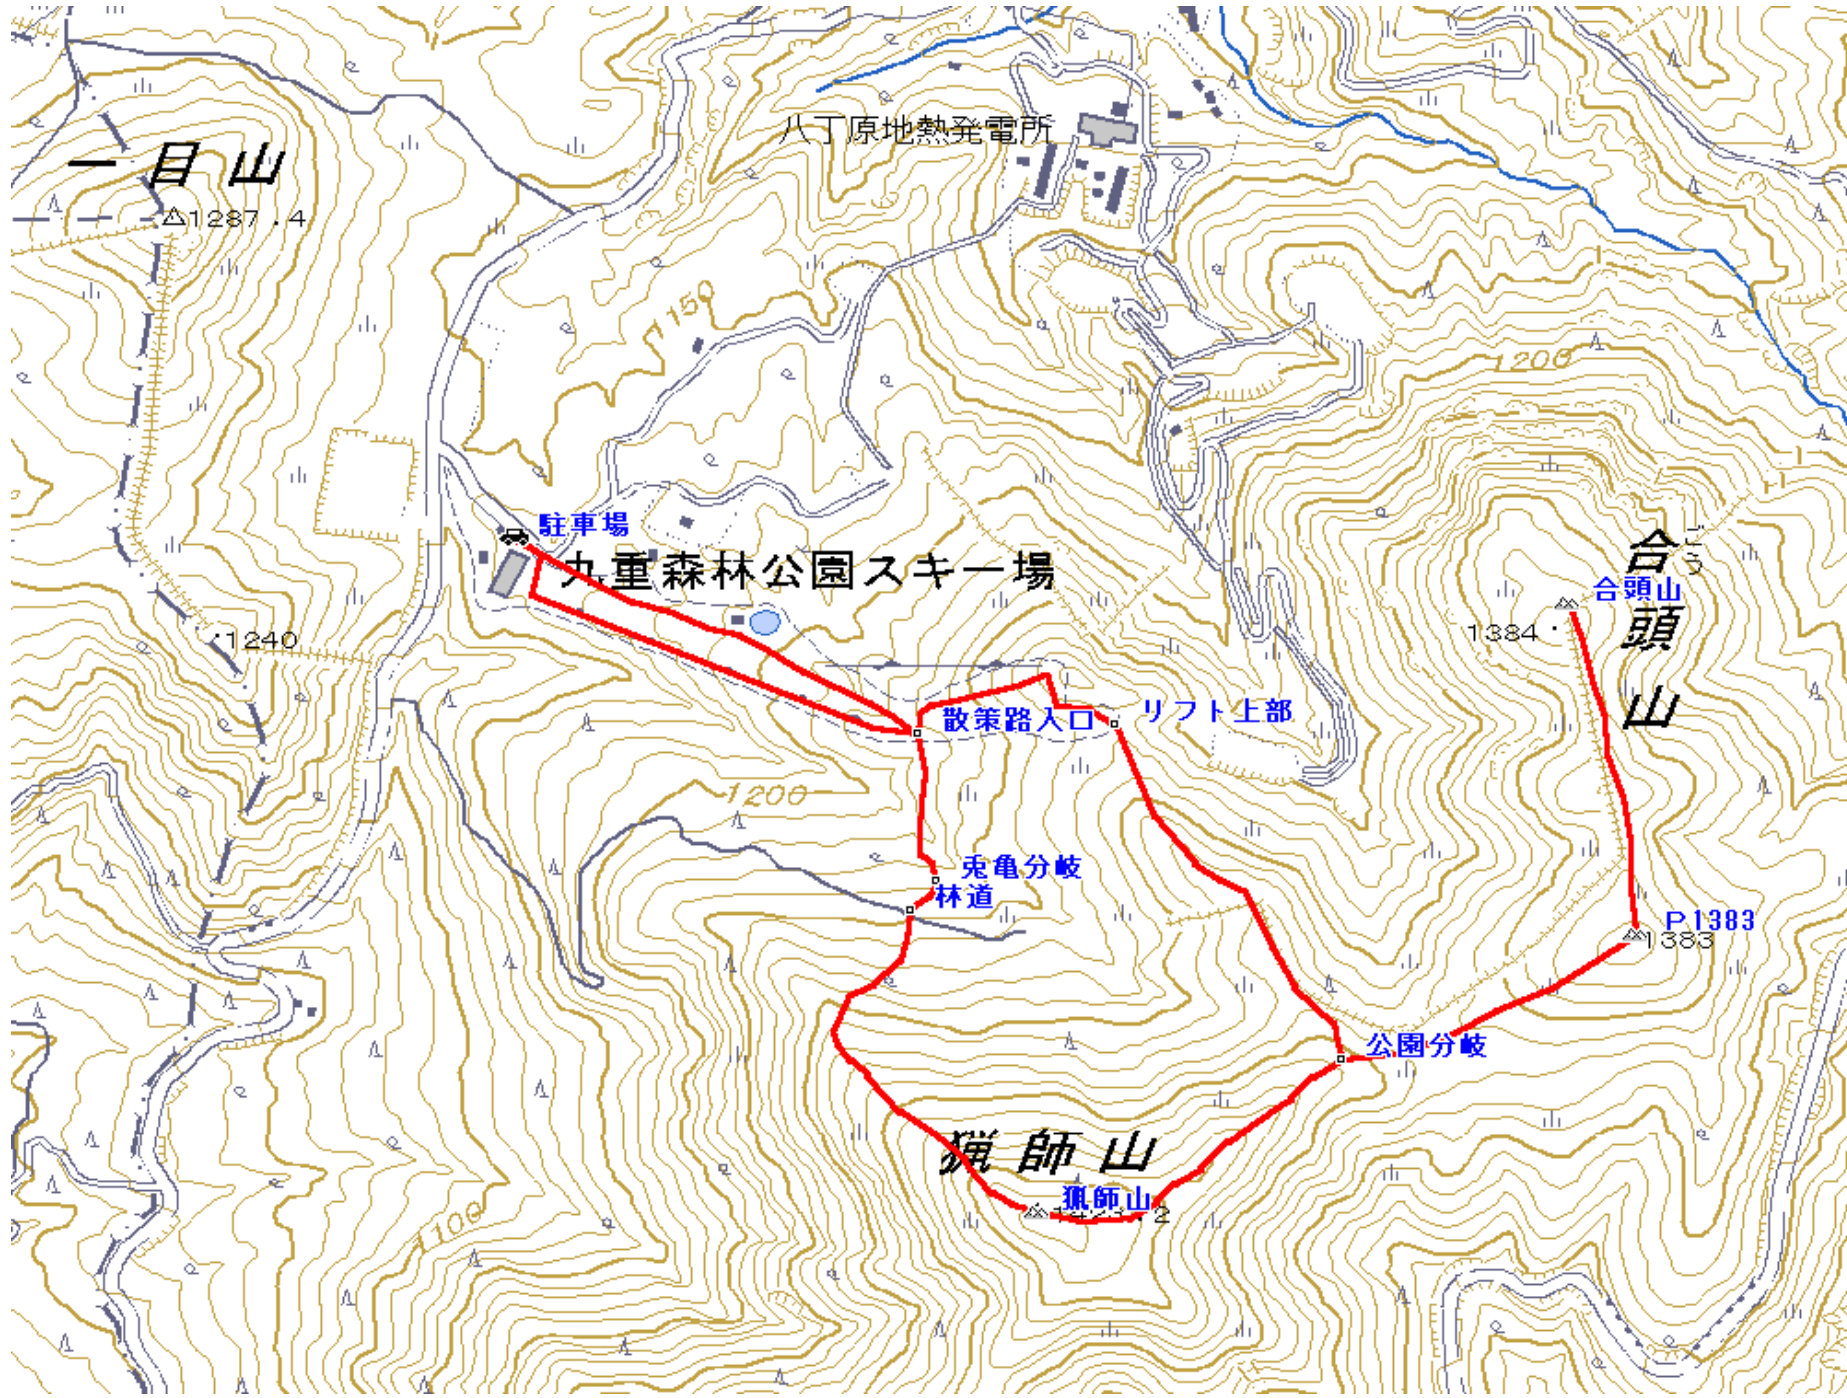 八丁原地熱発電所
一目山
1287.4
1150
1200
駐車場
九重森林公園スキー場
合頭山
ごう
合頭山
1384
1240
散策路入口
リフト上部
1200
兎亀分岐
林道
P1383
1383
公園分岐
猟師山
猟師山
1423.2
1100